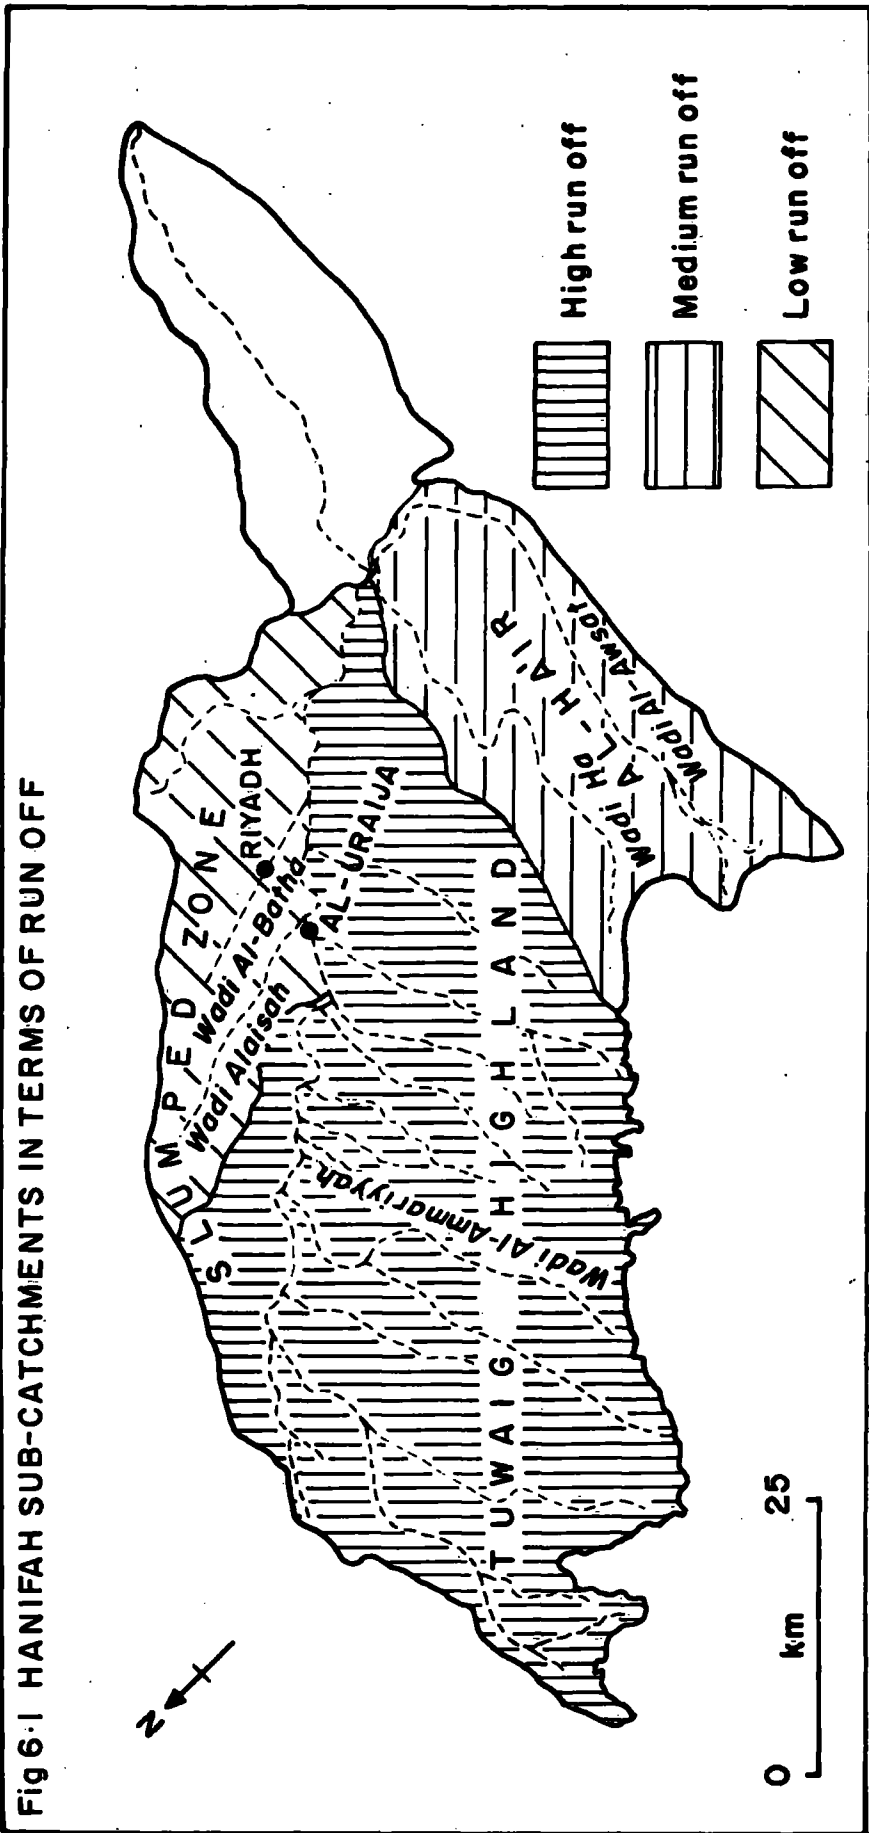 Fig 6·1 HANIFAH SUB-CATCHMENTS IN TERMS OF RUN OFF
SLUMPED ZONE
Wadi Al-Batha
RIYADH
Wadi Alaisah
AL-URAIJA
Wadi Al-Ammariyyah
TUWAIG HIGHLAND
Wadi Ha
AL-HA'IR
Wadi Al-Awsat
High run off
Medium run off
Low run off
N
0 25
km